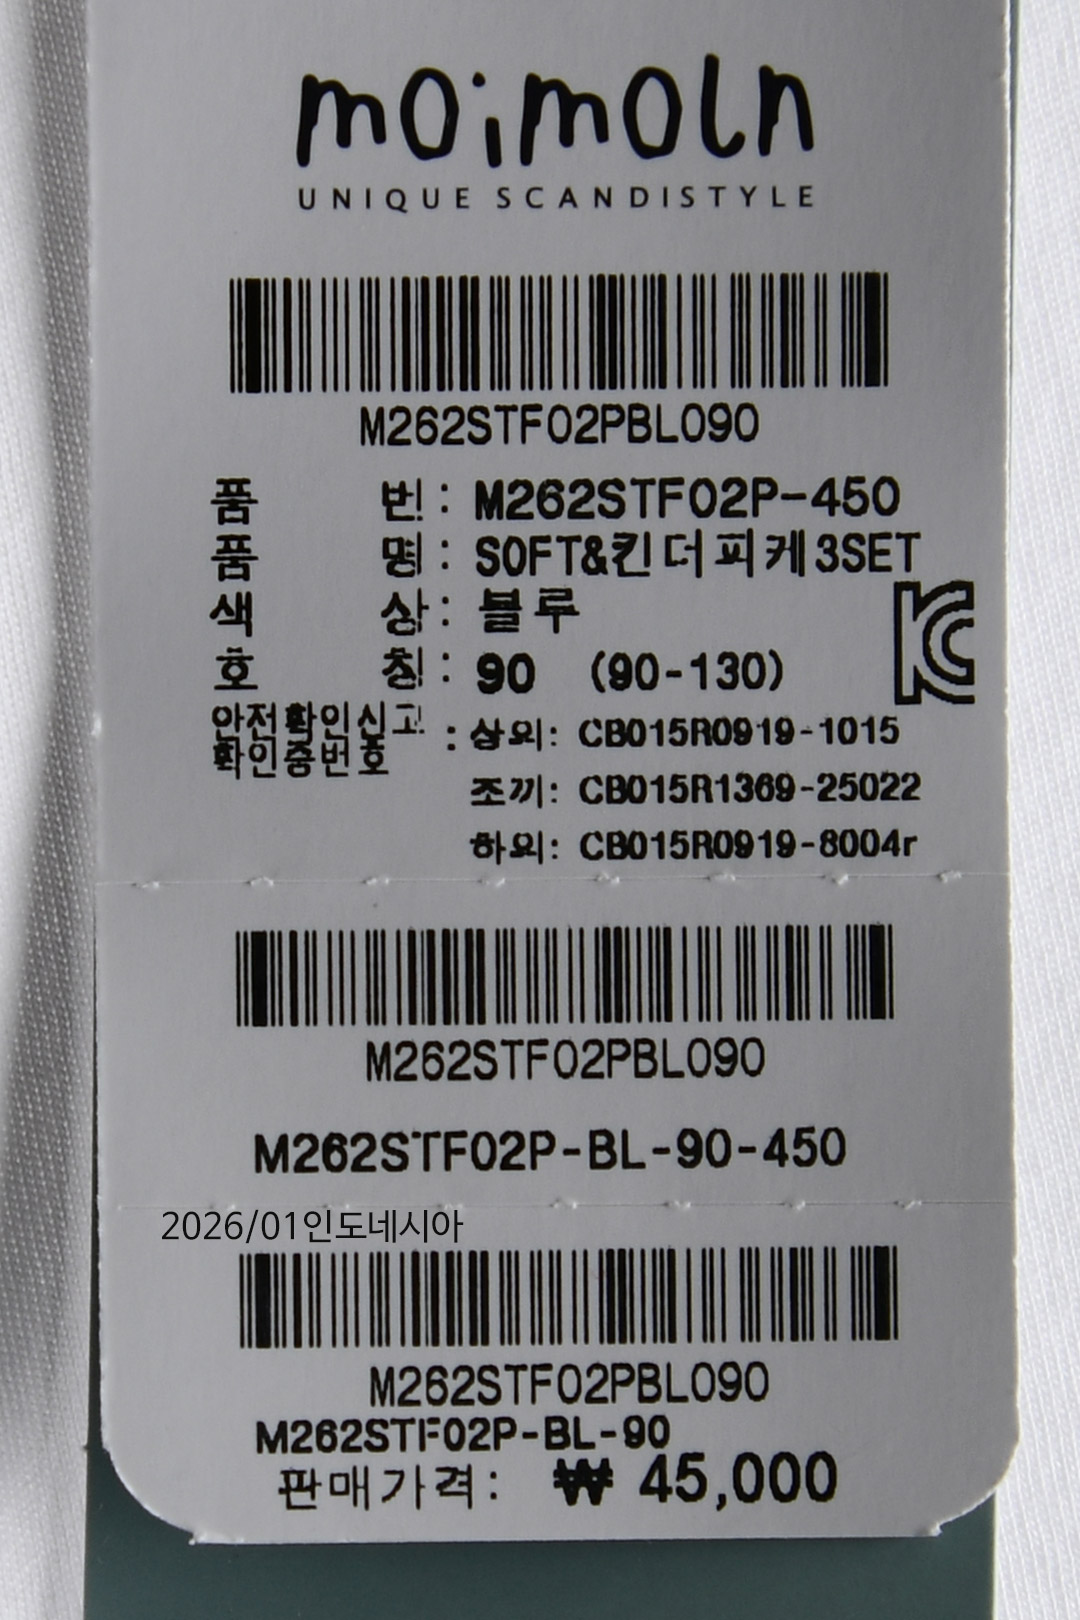 moimoln
UNIQUE SCANDISTYLE
M262STF02PBL090
품 번 : M262STF02P-450
품 명 : SOFT&킨더피케3SET
색 상 : 블루
호 칭 : 90 (90-130)
안전확인신고
확인증번호 : 상의: CB015R0919-1015
조끼: CB015R1369-25022
하의: CB015R0919-8004r
M262STF02PBL090
M262STF02P-BL-90-450
2026/01인도네시아
M262STF02PBL090
M262STF02P-BL-90
판매가격: ₩ 45,000